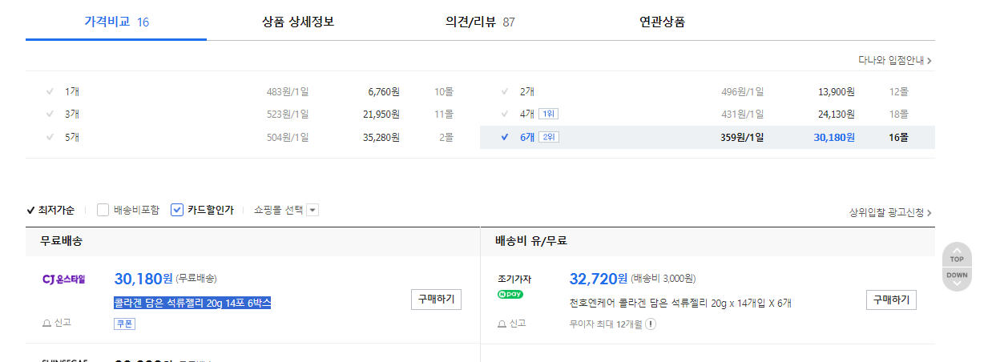 가격비교 16 상품 상세정보 의견/리뷰 87 연관상품
다나와 입점안내 >
1개 483원/1일 6,760원 10몰
2개 496원/1일 13,900원 12몰
3개 523원/1일 21,950원 11몰
4개 1위 431원/1일 24,130원 18몰
5개 504원/1일 35,280원 2몰
6개 2위 359원/1일 30,180원 16몰
최저가순 배송비포함 카드할인가 쇼핑몰 선택
상위입찰 광고신청 >
무료배송
CJ 온스타일
30,180원 (무료배송)
콜라겐 담은 석류젤리 20g 14포 6박스
구매하기
신고
쿠폰
배송비 유/무료
조기가자
N pay
32,720원 (배송비 3,000원)
천호엔케어 콜라겐 담은 석류젤리 20g x 14개입 X 6개
구매하기
신고
무이자 최대 12개월
TOP
DOWN